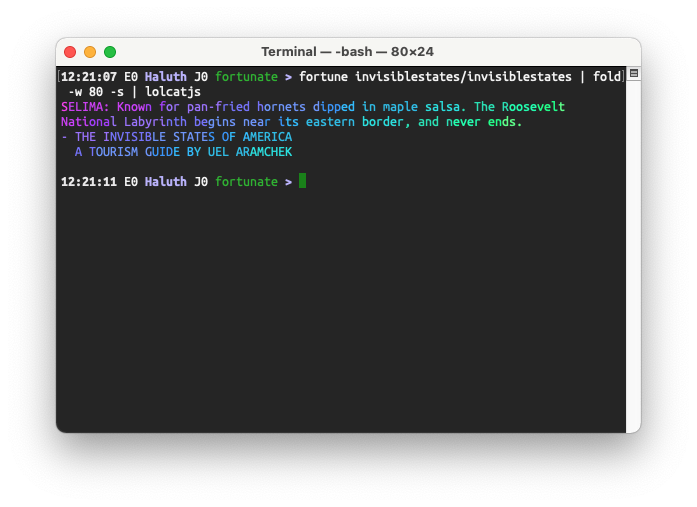 Terminal — -bash — 80×24
[12:21:07 E0 Haluth J0 fortunate > fortune invisiblestates/invisiblestates | fold]
 -w 80 -s | lolcatjs
SELIMA: Known for pan-fried hornets dipped in maple salsa. The Roosevelt
National Labyrinth begins near its eastern border, and never ends.
- THE INVISIBLE STATES OF AMERICA
  A TOURISM GUIDE BY UEL ARAMCHEK
12:21:11 E0 Haluth J0 fortunate >